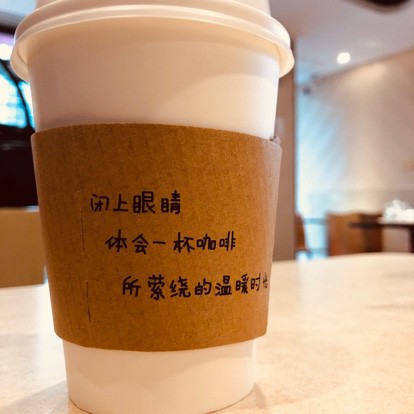 闭上眼睛
体会一杯咖啡
所萦绕的温暖时